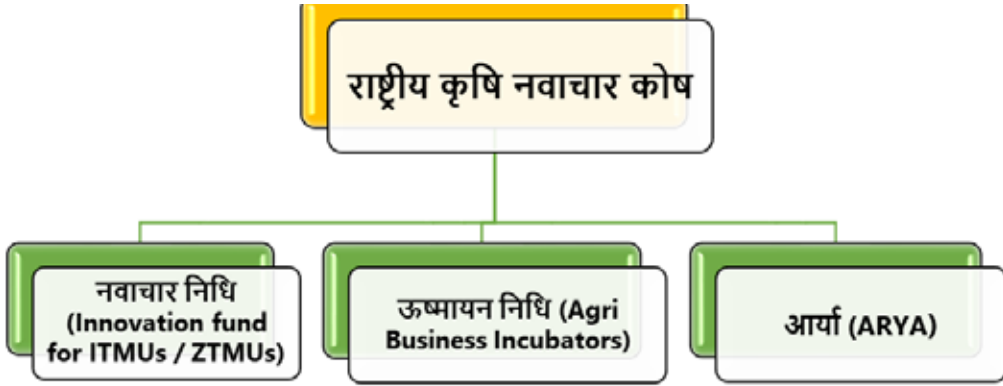 राष्ट्रीय कृषि नवाचार कोष
नवाचार निधि
(Innovation fund
for ITMUs / ZTMUs)
ऊष्मायन निधि (Agri
Business Incubators)
आर्या (ARYA)